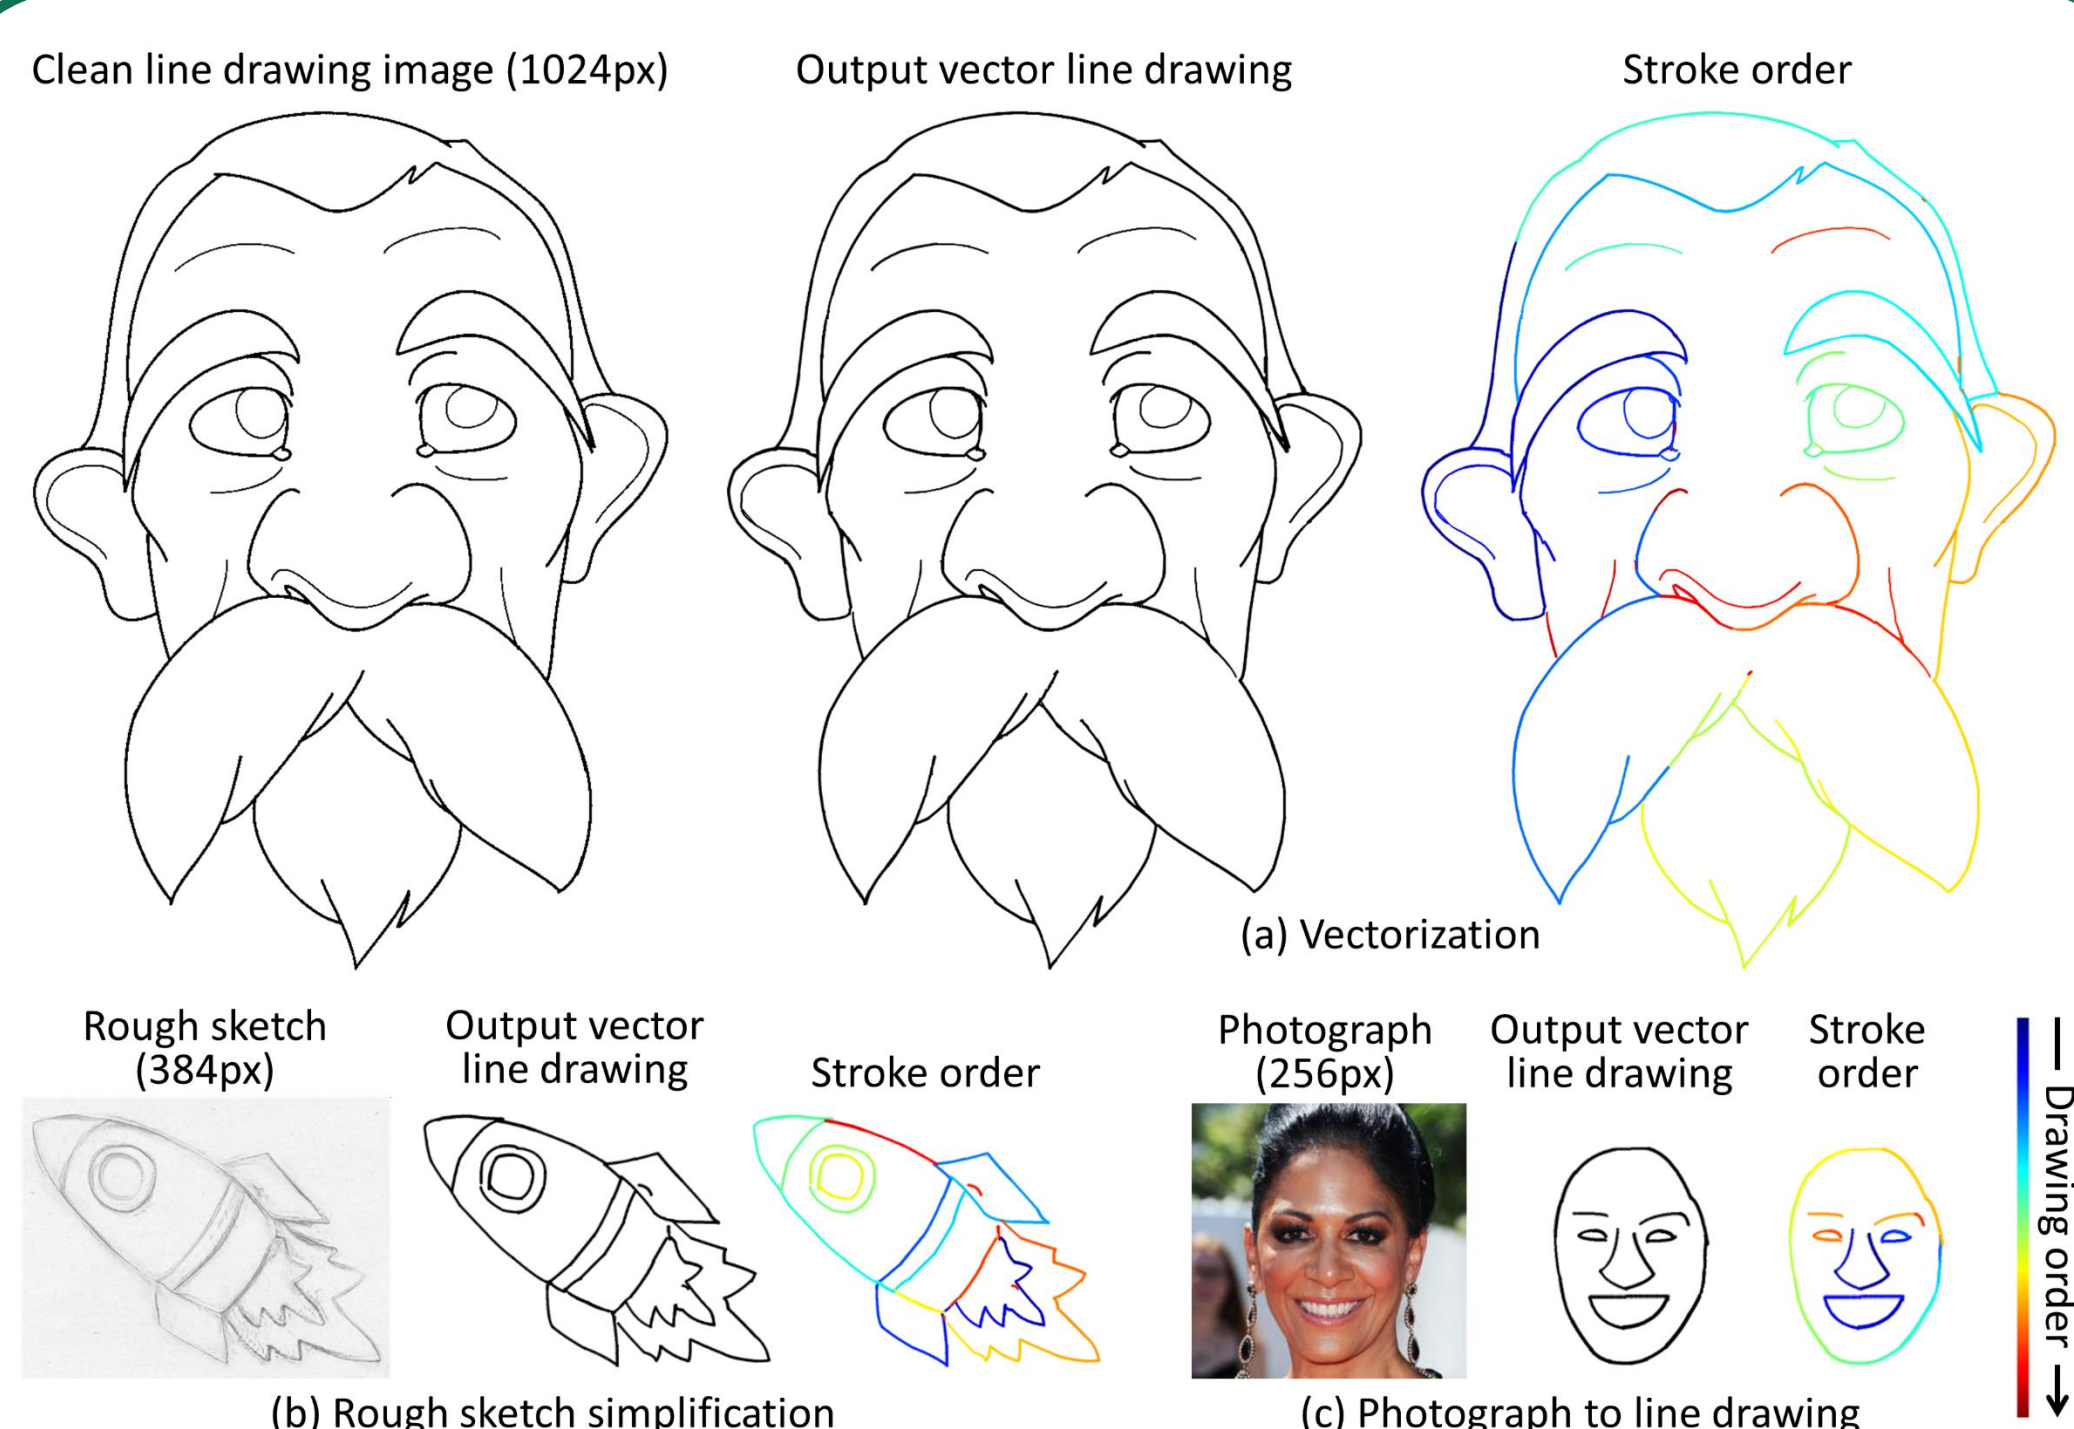 Clean line drawing image (1024px)
Output vector line drawing
Stroke order
(a) Vectorization
Rough sketch
(384px)
Output vector
line drawing
Stroke order
(b) Rough sketch simplification
Photograph
(256px)
Output vector
line drawing
Stroke
order
(c) Photograph to line drawing
Drawing order